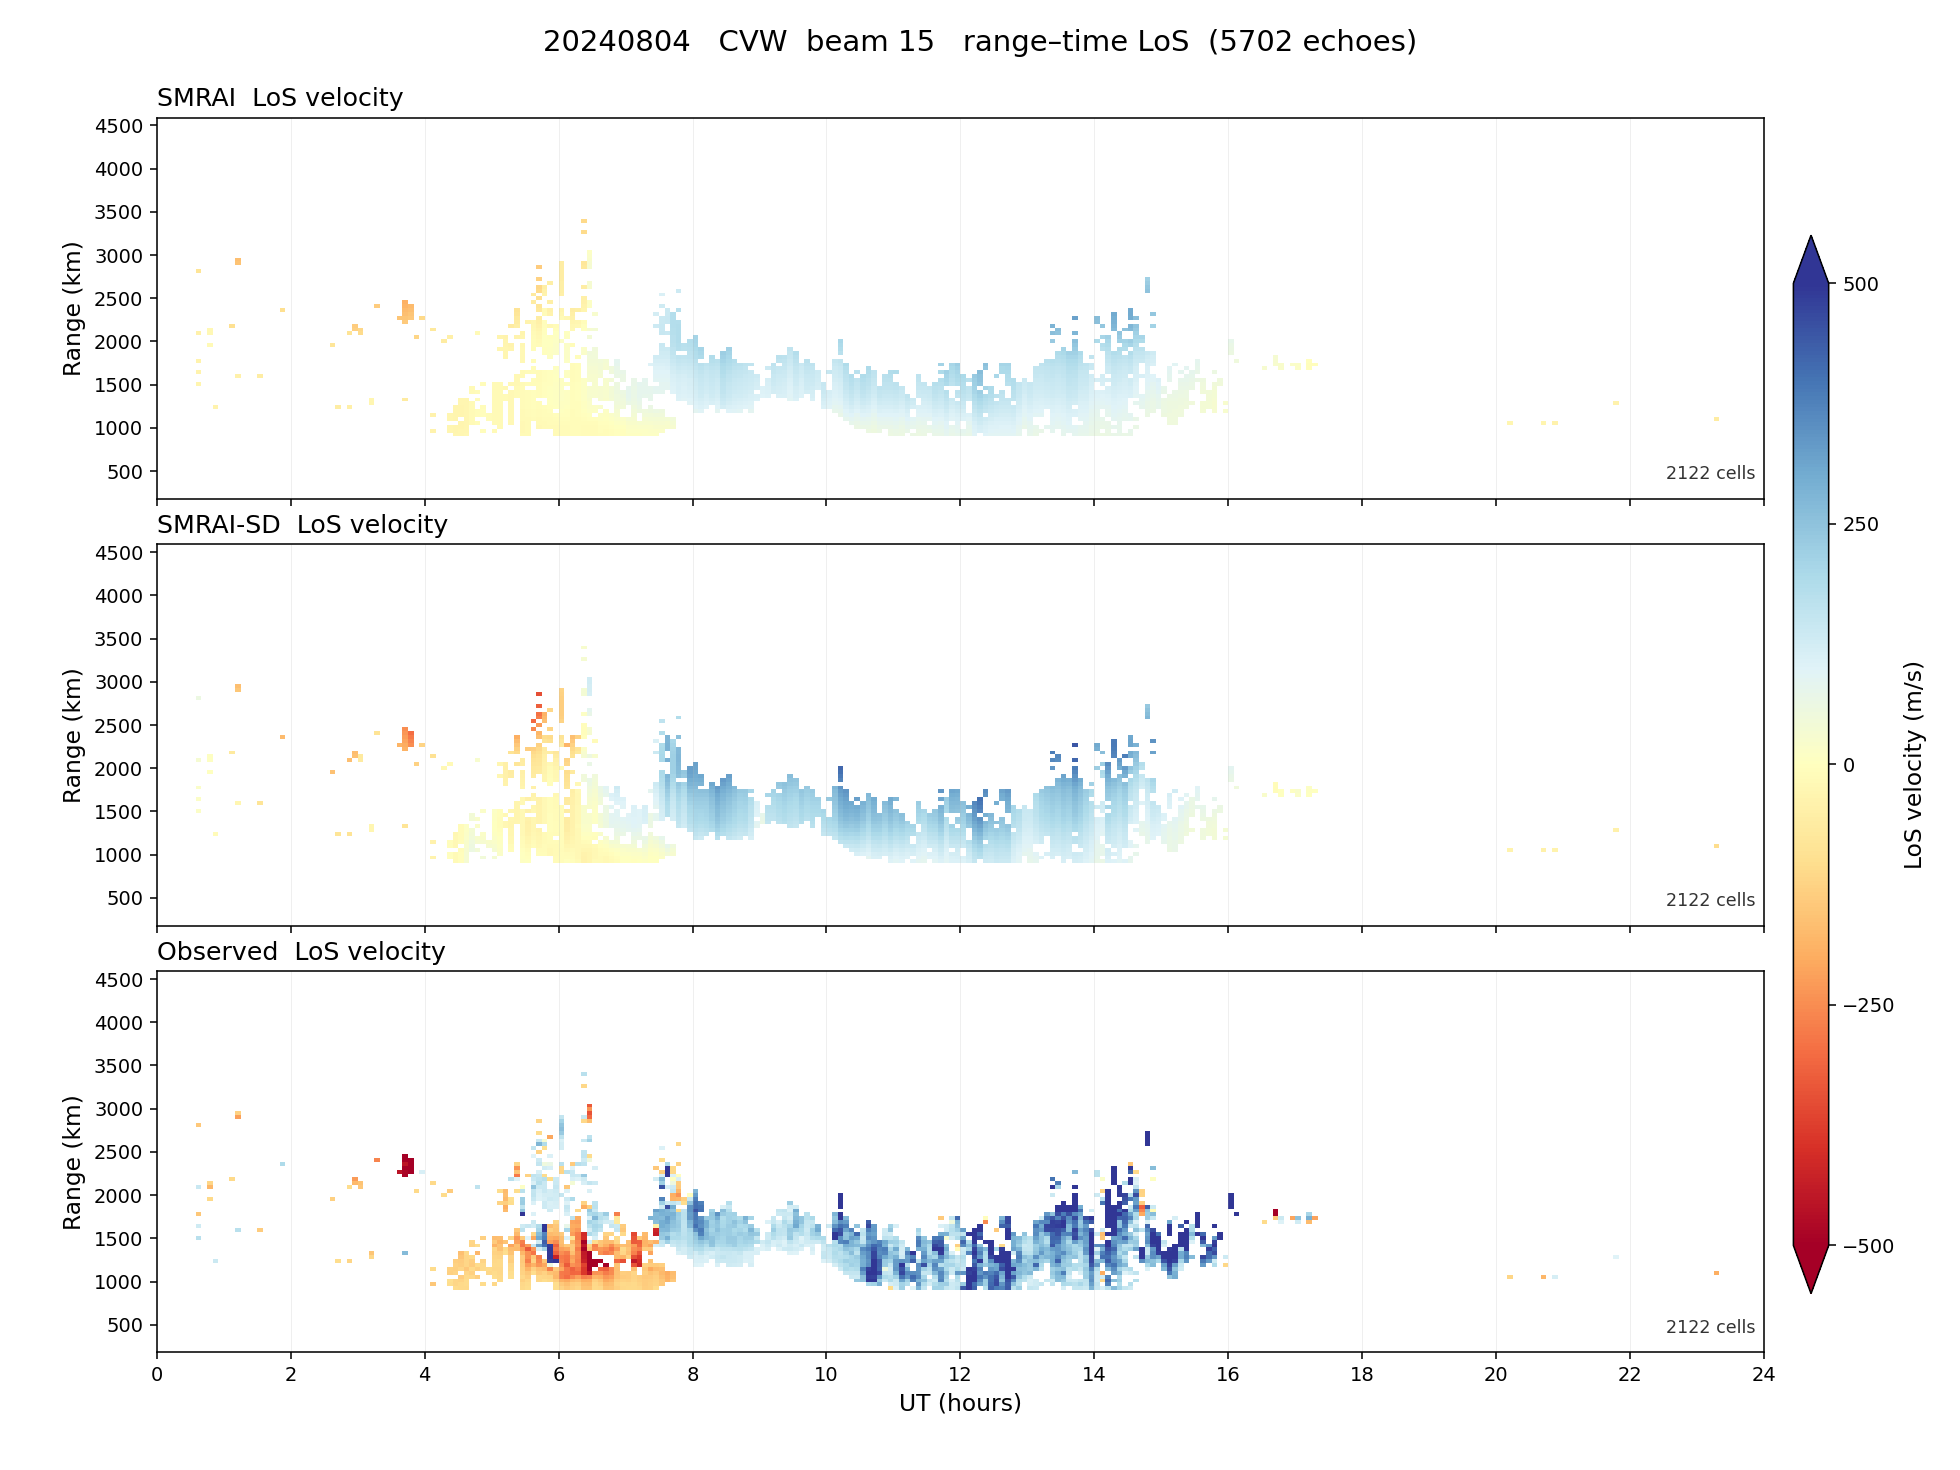 20240804   CVW  beam 15   range–time LoS  (5702 echoes)
SMRAI  LoS velocity
4500
4000
3500
3000
2500
2000
1500
1000
500
Range (km)
2122 cells
SMRAI-SD  LoS velocity
4500
4000
3500
3000
2500
2000
1500
1000
500
Range (km)
2122 cells
Observed  LoS velocity
4500
4000
3500
3000
2500
2000
1500
1000
500
Range (km)
2122 cells
0 2 4 6 8 10 12 14 16 18 20 22 24
UT (hours)
500
250
0
−250
−500
LoS velocity (m/s)